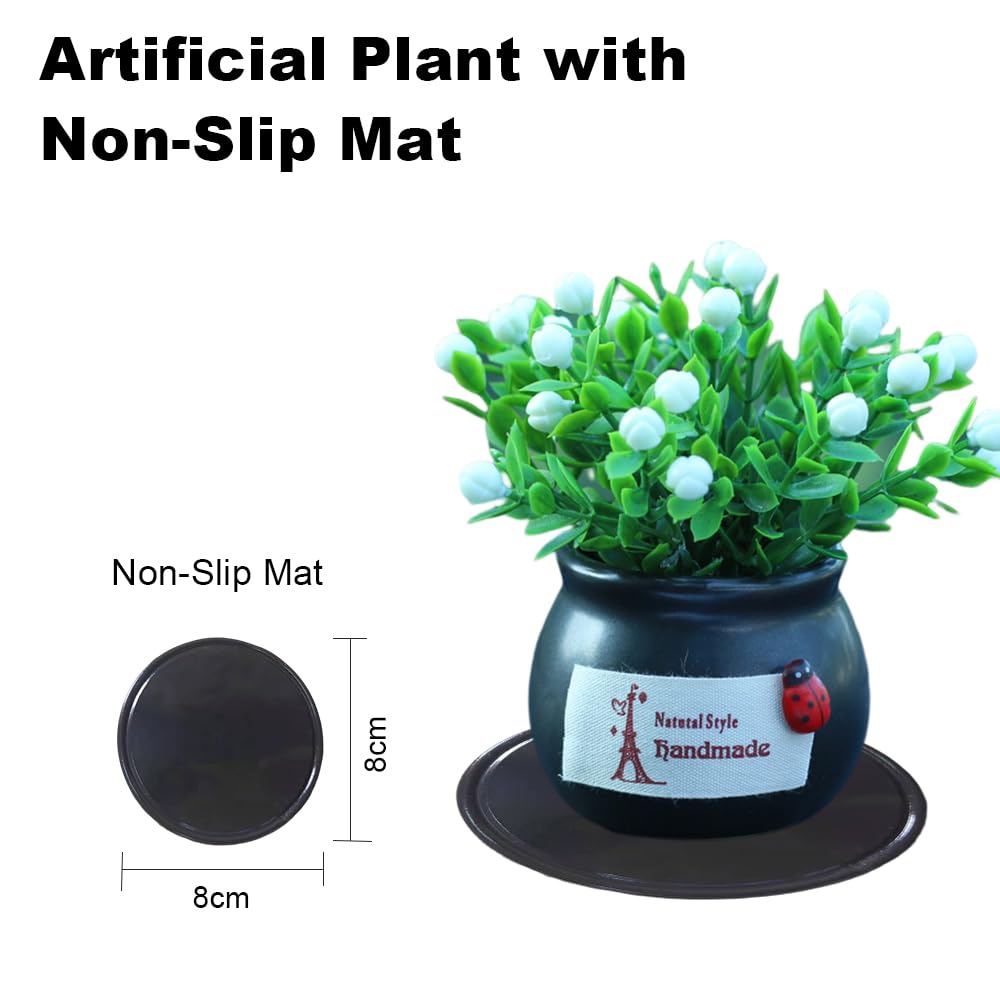 Artificial Plant with
Non-Slip Mat
Non-Slip Mat
8cm
8cm
Natutal Style
handmade